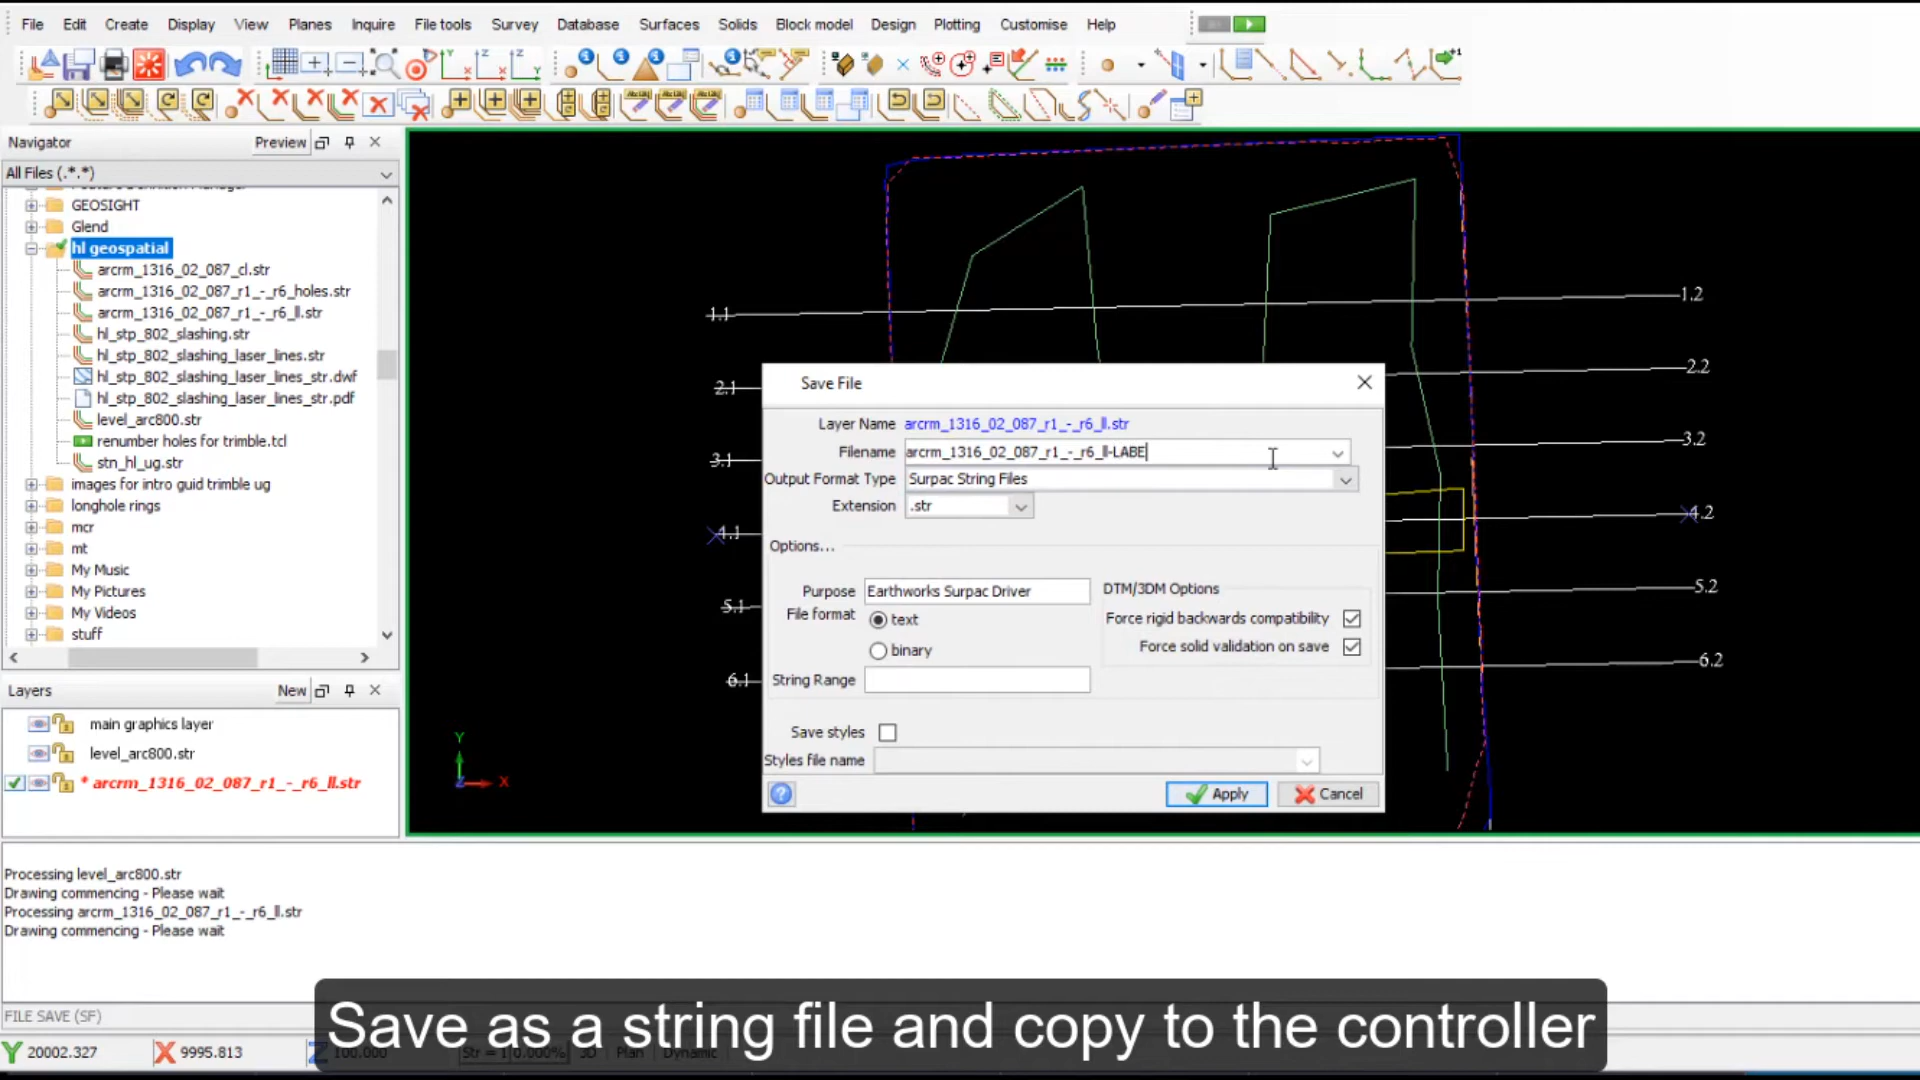 File Edit Create Display View Planes Inquire File tools Survey Database Surfaces Solids Block model Design Plotting Customise Help
Navigator Preview
All Files (.*.*)
GEOSIGHT
Glend
hl geospatial
arcrm_1316_02_087_cl.str
arcrm_1316_02_087_r1_-_r6_holes.str
arcrm_1316_02_087_r1_-_r6_ll.str
hl_stp_802_slashing.str
hl_stp_802_slashing_laser_lines.str
hl_stp_802_slashing_laser_lines_str.dwf
hl_stp_802_slashing_laser_lines_str.pdf
level_arc800.str
renumber holes for trimble.tcl
stn_hl_ug.str
images for intro guid trimble ug
longhole rings
mcr
mt
My Music
My Pictures
My Videos
stuff
Layers New
main graphics layer
level_arc800.str
* arcrm_1316_02_087_r1_-_r6_ll.str
1.1 1.2
2.1 2.2
3.1 3.2
4.1 4.2
5.1 5.2
6.1 6.2
Y
Z X
Save File
Layer Name arcrm_1316_02_087_r1_-_r6_ll.str
Filename arcrm_1316_02_087_r1_-_r6_ll-LABE
Output Format Type Surpac String Files
Extension .str
Options...
Purpose Earthworks Surpac Driver
File format text
binary
String Range
DTM/3DM Options
Force rigid backwards compatibility
Force solid validation on save
Save styles
Styles file name
Apply Cancel
Processing level_arc800.str
Drawing commencing - Please wait
Processing arcrm_1316_02_087_r1_-_r6_ll.str
Drawing commencing - Please wait
FILE SAVE (SF)
Save as a string file and copy to the controller
Y 20002.327 X 9995.813 Z 100.000 Str = 1 0.000% 3D Plan Dynamic